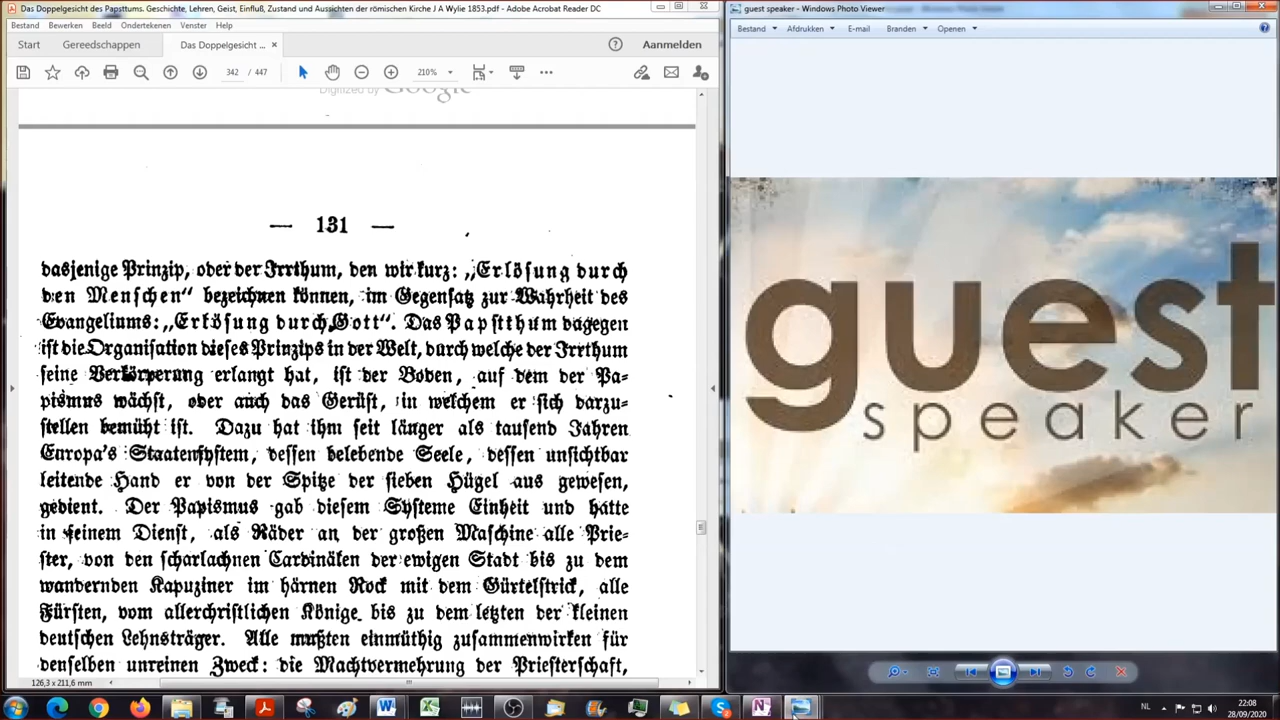 Das Doppelgesicht des Papsttums. Geschichte, Lehren, Geist, Einfluß, Zustand und Aussichten der römischen Kirche J A Wylie 1853.pdf - Adobe Acrobat Reader DC
Bestand Bewerken Beeld Ondertekenen Venster Help
Start Gereedschappen Das Doppelgesicht ... × Aanmelden
342 / 447 210%
Digitized by Google
— 131 —
dasjenige Prinzip, oder der Irrthum, den wir kurz: „Erlösung durch
den Menschen“ bezeichnen können, im Gegensatz zur Wahrheit des
Evangeliums: „Erlösung durch Gott“. Das Papstthum dagegen
ist die Organisation dieses Prinzips in der Welt, durch welche der Irrthum
seine Verkörperung erlangt hat, ist der Boden, auf dem der Pa-
pismus wächst, oder auch das Gerüst, in welchem er sich darzu-
stellen bemüht ist. Dazu hat ihm seit länger als tausend Jahren
Europa's Staatensystem, dessen belebende Seele, dessen unsichtbar
leitende Hand er von der Spitze der sieben Hügel aus gewesen,
gedient. Der Papismus gab diesem Systeme Einheit und hatte
in seinem Dienst, als Räder an der großen Maschine alle Prie-
ster, von den scharlachnen Cardinälen der ewigen Stadt bis zu dem
wandernden Kapuziner im härnen Rock mit dem Gürtelstrick, alle
Fürsten, vom allerchristlichen Könige bis zu dem letzten der kleinen
deutschen Lehnsträger. Alle mußten einmüthig zusammenwirken für
denselben unreinen Zweck: die Machtvermehrung der Priesterschaft,
126,3 x 211,6 mm
guest speaker - Windows Photo Viewer
Bestand Afdrukken E-mail Branden Openen
guest
speaker
NL 22:08
28/09/2020